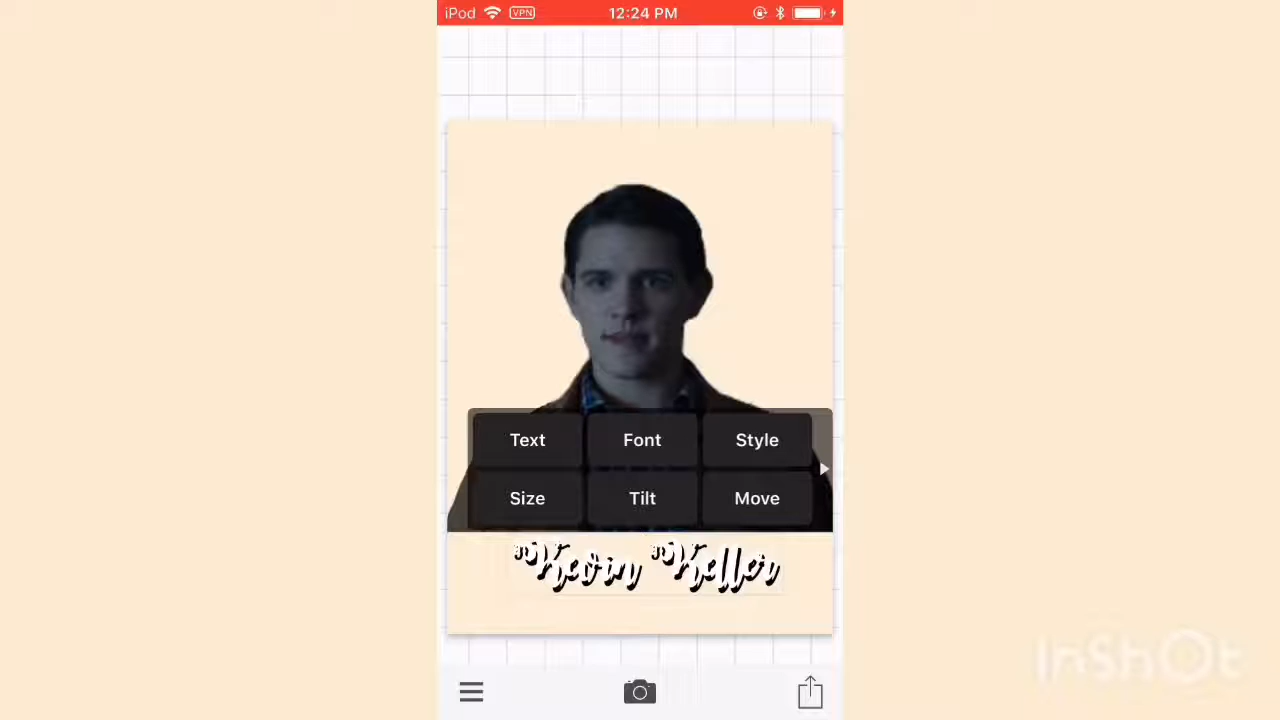 iPod VPN 12:24 PM
Text Font Style
Size Tilt Move
Kevin Keller
InShOt